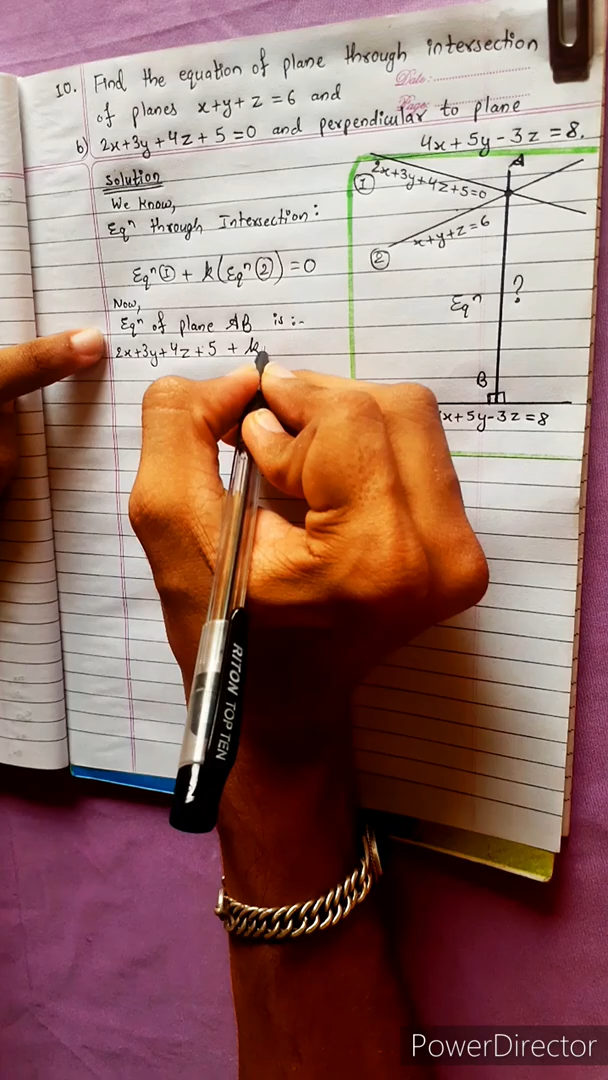 10. Find the equation of plane through intersection
Date:
of planes x+y+z=6 and
Page:
b) 2x+3y+4z+5=0 and perpendicular to plane
4x+5y-3z=8.
Solution
We know,
Eqⁿ through Intersection:
Eqⁿ① + k(Eqⁿ②) = 0
Now,
Eqⁿ of plane AB is:-
2x+3y+4z+5 + k
A
① 2x+3y+4z+5=0
② x+y+z=6
Eqⁿ ?
B
x+5y-3z=8
RITON TOP TEN
PowerDirector